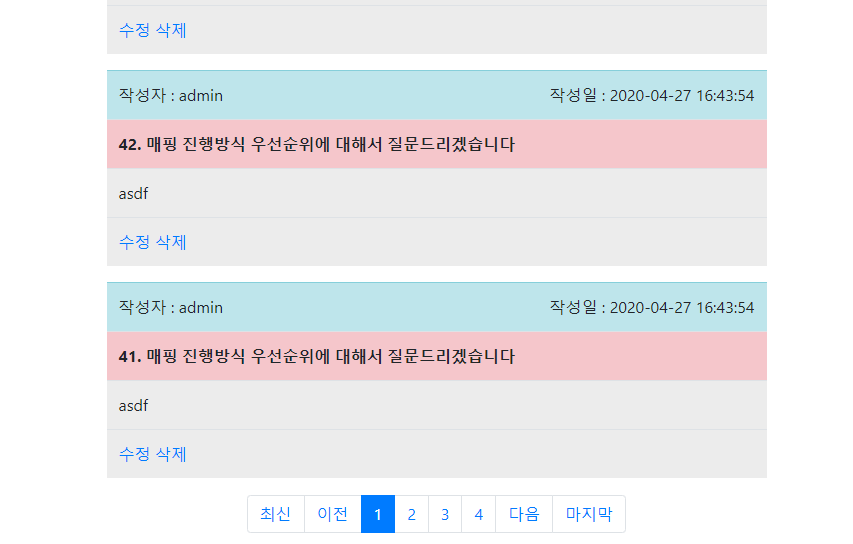 수정 삭제
작성자 : admin 작성일 : 2020-04-27 16:43:54
42. 매핑 진행방식 우선순위에 대해서 질문드리겠습니다
asdf
수정 삭제
작성자 : admin 작성일 : 2020-04-27 16:43:54
41. 매핑 진행방식 우선순위에 대해서 질문드리겠습니다
asdf
수정 삭제
최신 이전 1 2 3 4 다음 마지막